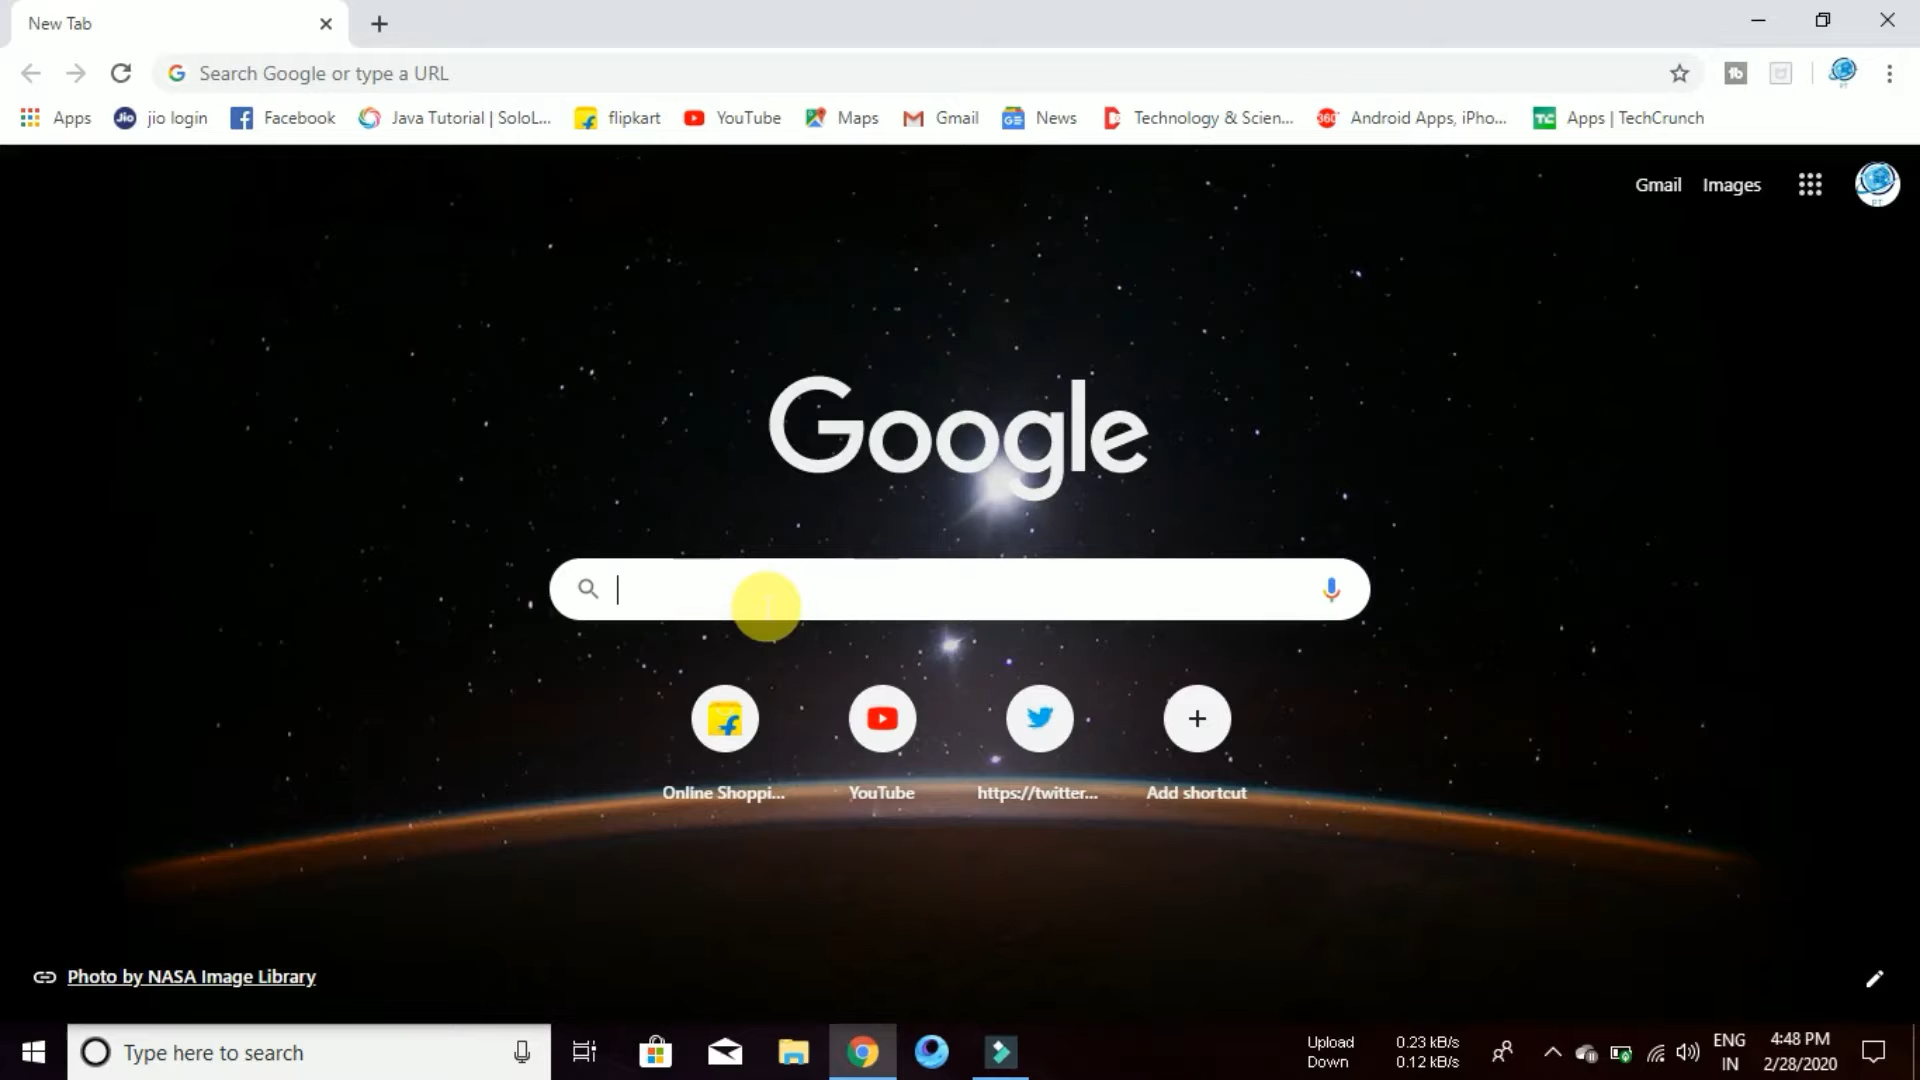 New Tab
Search Google or type a URL
Apps jio login Facebook Java Tutorial | SoloL... flipkart YouTube Maps Gmail News Technology & Scien... Android Apps, iPho... Apps | TechCrunch
Gmail Images
Google
Online Shoppi... YouTube https://twitter... Add shortcut
Photo by NASA Image Library
Type here to search
Upload 0.23 kB/s
Down 0.12 kB/s
ENG
IN
4:48 PM
2/28/2020